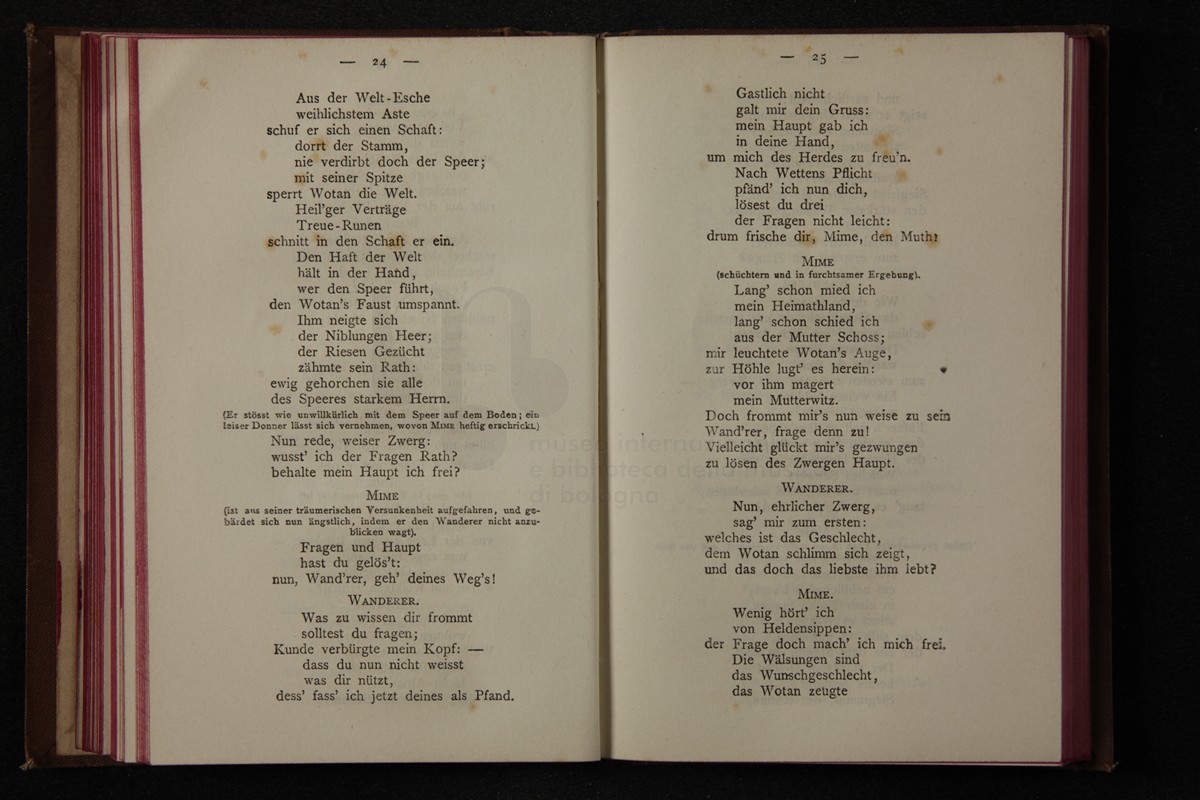 — 24 —
Aus der Welt-Esche
weihlichstem Aste
schuf er sich einen Schaft:
dorrt der Stamm,
nie verdirbt doch der Speer;
mit seiner Spitze
sperrt Wotan die Welt.
Heil'ger Verträge
Treue-Runen
schnitt in den Schaft er ein.
Den Haft der Welt
hält in der Hand,
wer den Speer führt,
den Wotan's Faust umspannt.
Ihm neigte sich
der Niblungen Heer;
der Riesen Gezücht
zähmte sein Rath:
ewig gehorchen sie alle
des Speeres starkem Herrn.
(Er stösst wie unwillkürlich mit dem Speer auf dem Boden; ein
leiser Donner lässt sich vernehmen, wovon MIME heftig erschrickt.)
Nun rede, weiser Zwerg:
wusst' ich der Fragen Rath?
behalte mein Haupt ich frei?
MIME
(ist aus seiner träumerischen Versunkenheit aufgefahren, und ge-
bärdet sich nun ängstlich, indem er den Wanderer nicht anzu-
blicken wagt).
Fragen und Haupt
hast du gelös't:
nun, Wand'rer, geh' deines Weg's!
WANDERER.
Was zu wissen dir frommt
solltest du fragen;
Kunde verbürgte mein Kopf: —
dass du nun nicht weisst
was dir nützt,
dess' fass' ich jetzt deines als Pfand.
— 25 —
Gastlich nicht
galt mir dein Gruss:
mein Haupt gab ich
in deine Hand,
um mich des Herdes zu freu'n.
Nach Wettens Pflicht
pfänd' ich nun dich,
lösest du drei
der Fragen nicht leicht:
drum frische dir, Mime, den Muth!
MIME
(schüchtern und in furchtsamer Ergebung).
Lang' schon mied ich
mein Heimathland,
lang' schon schied ich
aus der Mutter Schoss;
mir leuchtete Wotan's Auge,
zur Höhle lugt' es herein:
vor ihm magert
mein Mutterwitz.
Doch frommt mir's nun weise zu sein
Wand'rer, frage denn zu!
Vielleicht glückt mir's gezwungen
zu lösen des Zwergen Haupt.
WANDERER.
Nun, ehrlicher Zwerg,
sag' mir zum ersten:
welches ist das Geschlecht,
dem Wotan schlimm sich zeigt,
und das doch das liebste ihm lebt?
MIME.
Wenig hört' ich
von Heldensippen:
der Frage doch mach' ich mich frei.
Die Wälsungen sind
das Wunschgeschlecht,
das Wotan zeugte
museo interna
e biblioteca della
di bologna